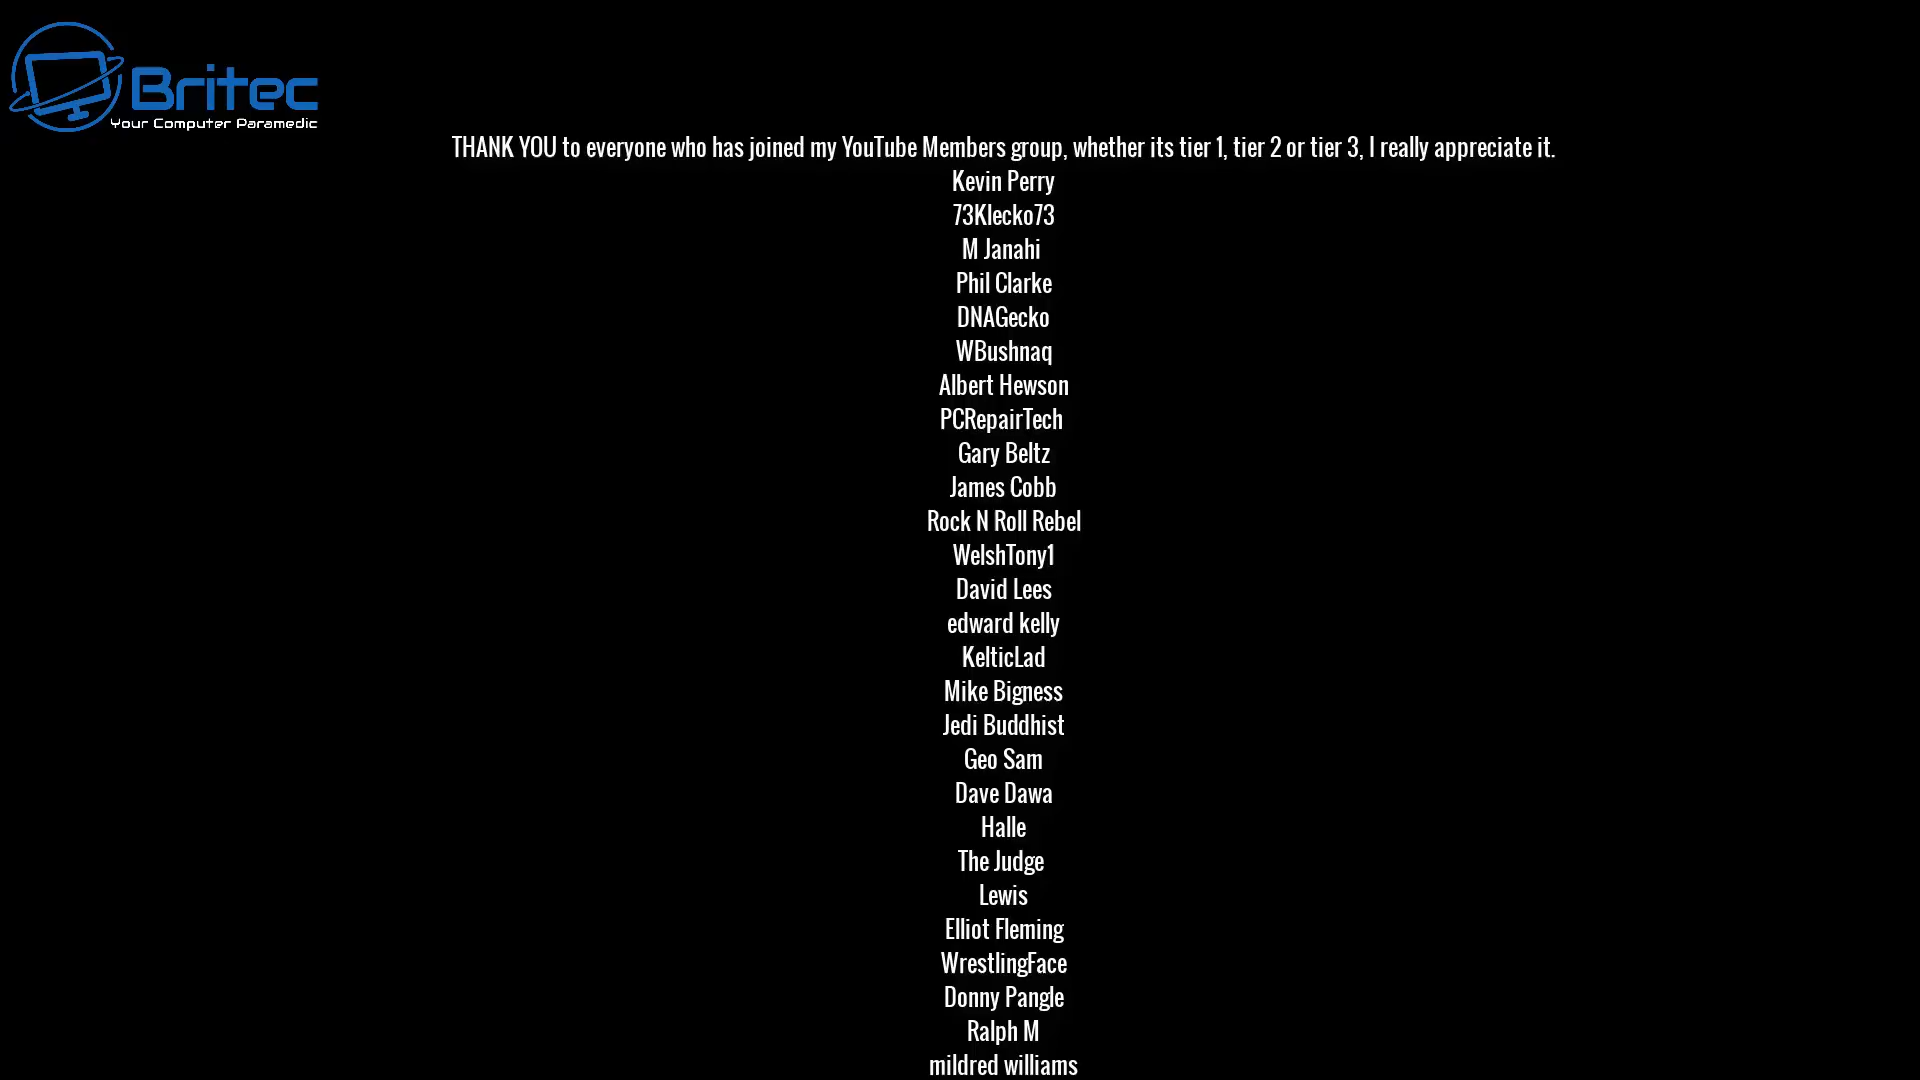 Britec
Your Computer Paramedic
THANK YOU to everyone who has joined my YouTube Members group, whether its tier 1, tier 2 or tier 3, I really appreciate it.
Kevin Perry
73Klecko73
M Janahi
Phil Clarke
DNAGecko
WBushnaq
Albert Hewson
PCRepairTech
Gary Beltz
James Cobb
Rock N Roll Rebel
WelshTony1
David Lees
edward kelly
KelticLad
Mike Bigness
Jedi Buddhist
Geo Sam
Dave Dawa
Halle
The Judge
Lewis
Elliot Fleming
WrestlingFace
Donny Pangle
Ralph M
mildred williams